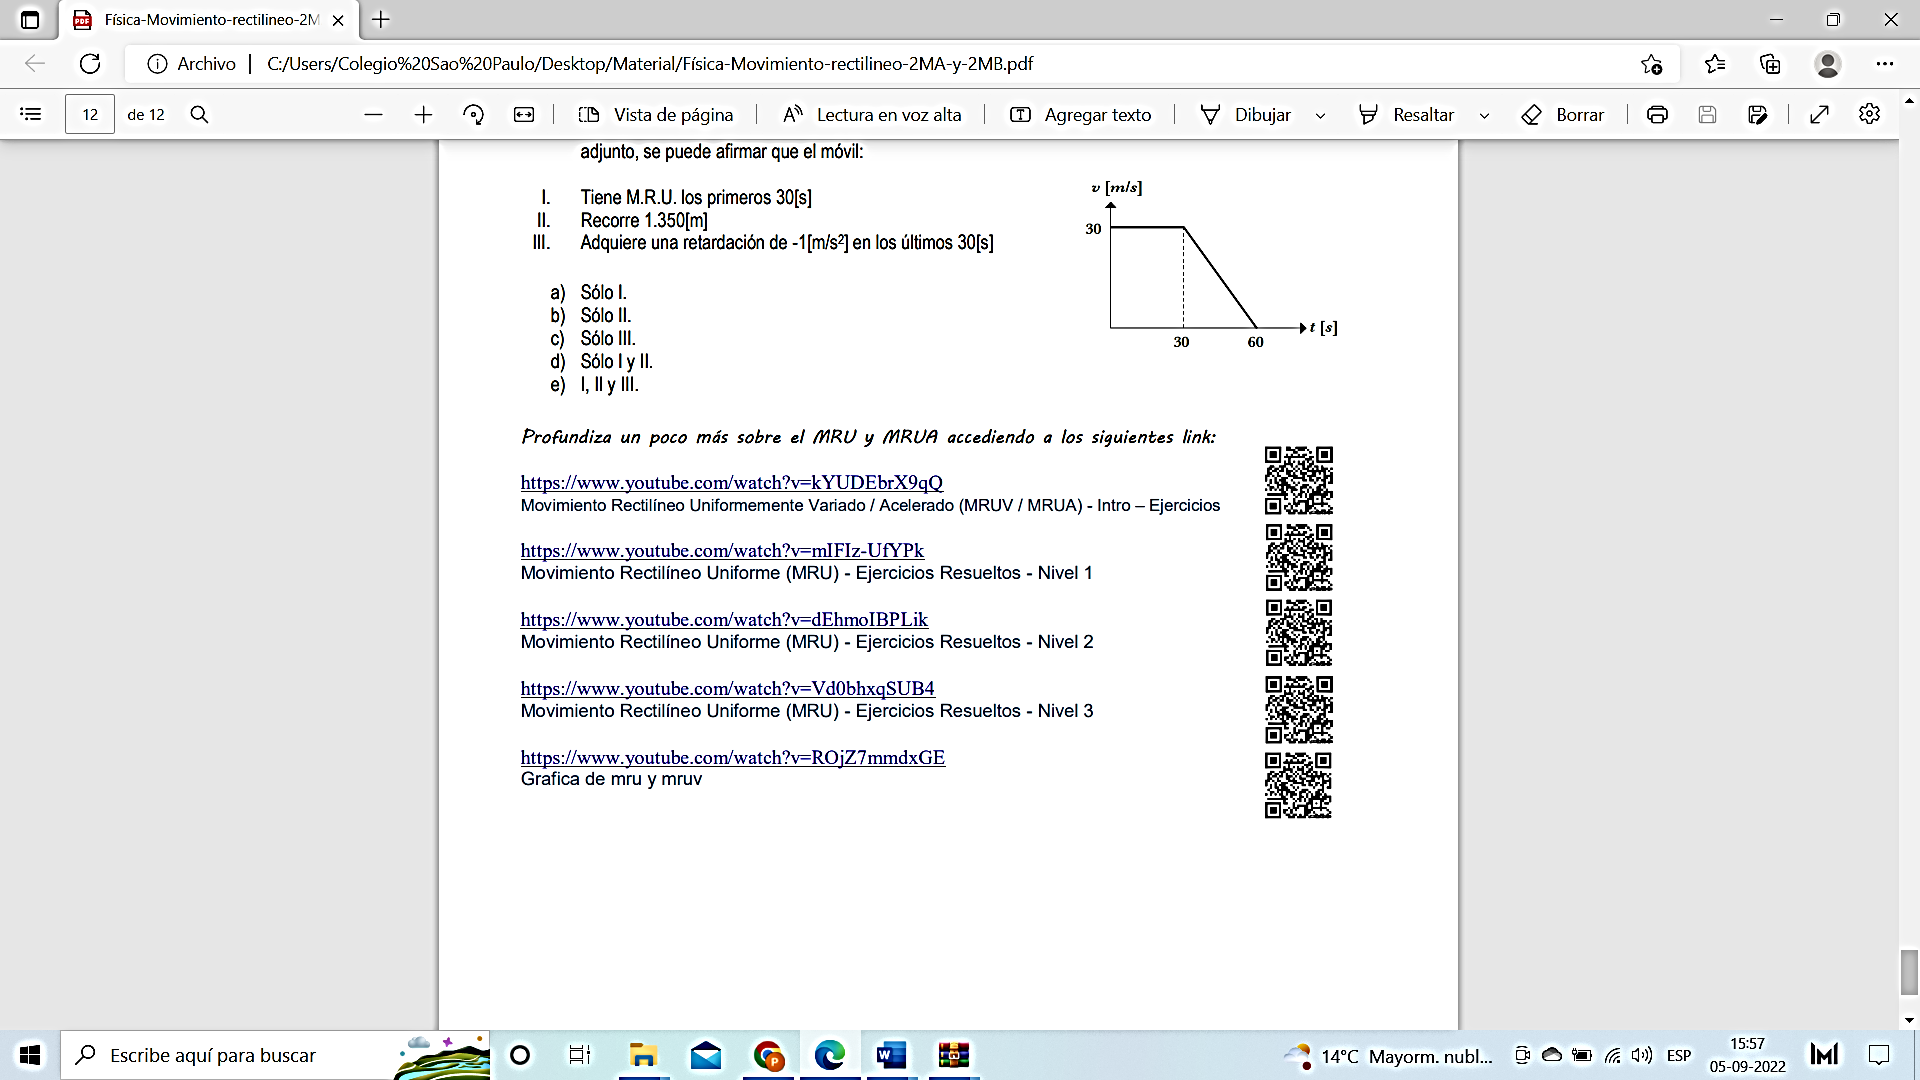 Física-Movimiento-rectilineo-2M
Archivo
C:/Users/Colegio%20Sao%20Paulo/Desktop/Material/Física-Movimiento-rectilineo-2MA-y-2MB.pdf
12 de 12
Vista de página
Lectura en voz alta
Agregar texto
Dibujar
Resaltar
Borrar
adjunto, se puede afirmar que el móvil:
I. Tiene M.R.U. los primeros 30[s]
II. Recorre 1.350[m]
III. Adquiere una retardación de -1[m/s²] en los últimos 30[s]
a) Sólo I.
b) Sólo II.
c) Sólo III.
d) Sólo I y II.
e) I, II y III.
v [m/s]
30
t [s]
30 60
Profundiza un poco más sobre el MRU y MRUA accediendo a los siguientes link:
https://www.youtube.com/watch?v=kYUDEbrX9qQ
Movimiento Rectilíneo Uniformemente Variado / Acelerado (MRUV / MRUA) - Intro – Ejercicios
https://www.youtube.com/watch?v=mIFIz-UfYPk
Movimiento Rectilíneo Uniforme (MRU) - Ejercicios Resueltos - Nivel 1
https://www.youtube.com/watch?v=dEhmoIBPLik
Movimiento Rectilíneo Uniforme (MRU) - Ejercicios Resueltos - Nivel 2
https://www.youtube.com/watch?v=Vd0bhxqSUB4
Movimiento Rectilíneo Uniforme (MRU) - Ejercicios Resueltos - Nivel 3
https://www.youtube.com/watch?v=ROjZ7mmdxGE
Grafica de mru y mruv
Escribe aquí para buscar
14°C Mayorm. nubl...
ESP
15:57
05-09-2022